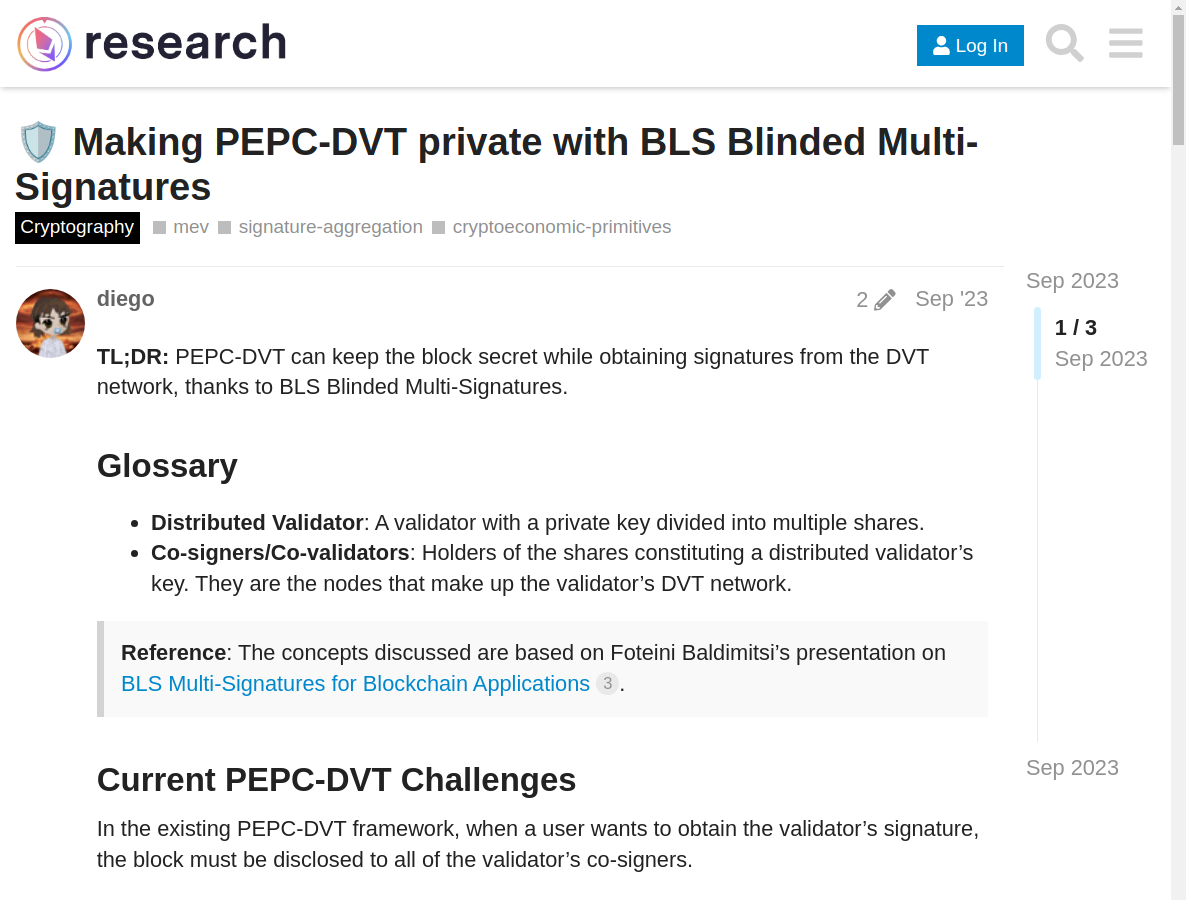 research
Log In
Making PEPC-DVT private with BLS Blinded Multi-
Signatures
Cryptography mev signature-aggregation cryptoeconomic-primitives
Sep 2023
diego 2 Sep '23
1 / 3
Sep 2023
TL;DR: PEPC-DVT can keep the block secret while obtaining signatures from the DVT
network, thanks to BLS Blinded Multi-Signatures.
Glossary
• Distributed Validator: A validator with a private key divided into multiple shares.
• Co-signers/Co-validators: Holders of the shares constituting a distributed validator’s
key. They are the nodes that make up the validator’s DVT network.
Reference: The concepts discussed are based on Foteini Baldimitsi’s presentation on
BLS Multi-Signatures for Blockchain Applications 3.
Current PEPC-DVT Challenges
Sep 2023
In the existing PEPC-DVT framework, when a user wants to obtain the validator’s signature,
the block must be disclosed to all of the validator’s co-signers.